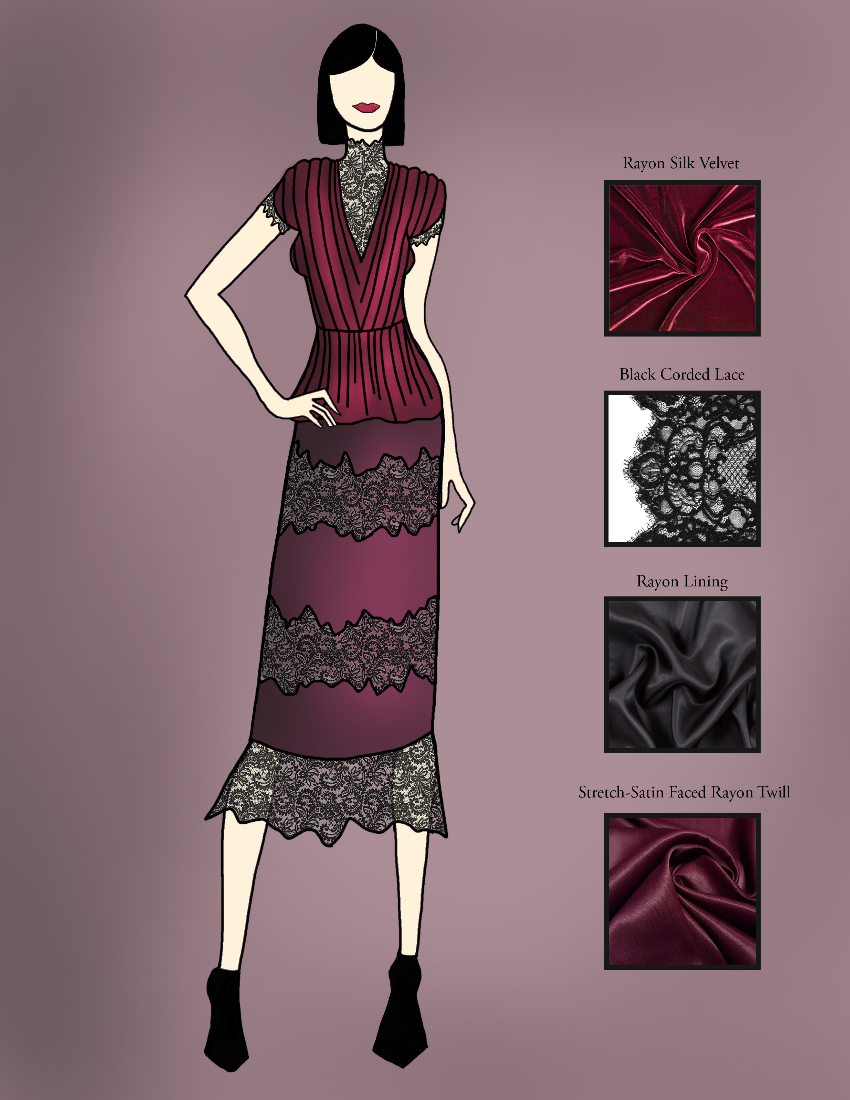 Rayon Silk Velvet
Black Corded Lace
Rayon Lining
Stretch-Satin Faced Rayon Twill